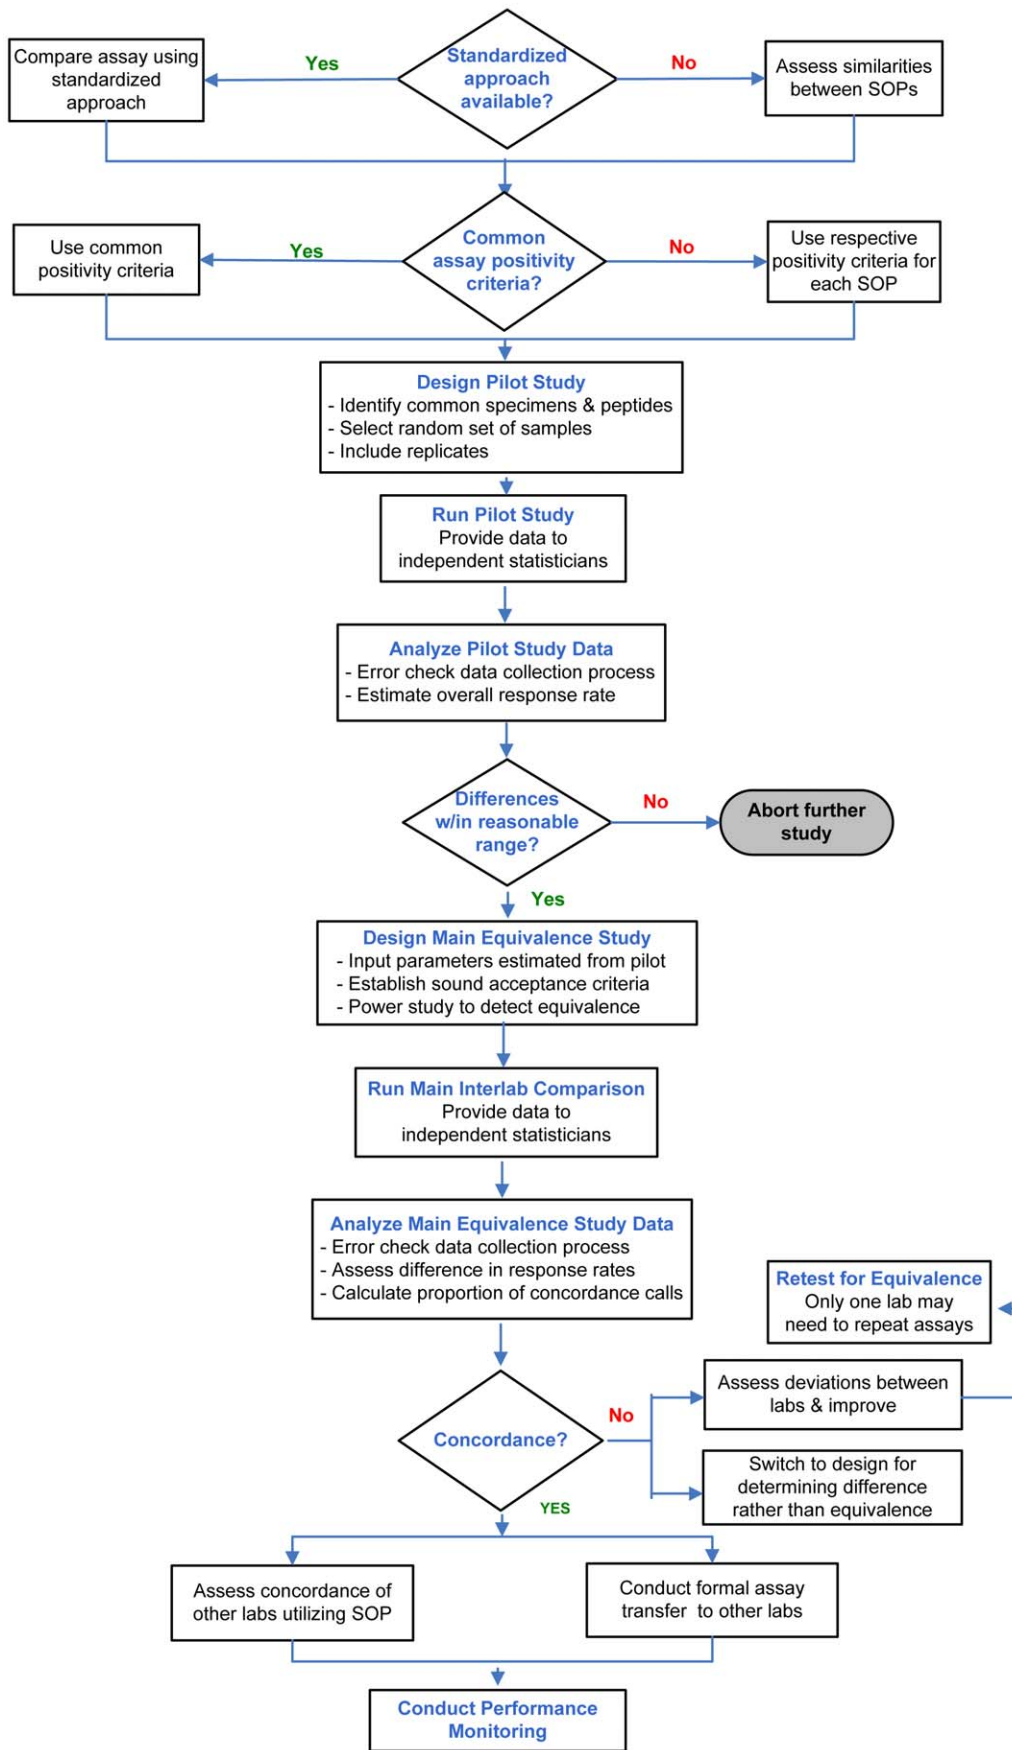 Standardized
approach
available?
Yes
No
Compare assay using
standardized
approach
Assess similarities
between SOPs
Common
assay positivity
criteria?
Yes
No
Use common
positivity criteria
Use respective
positivity criteria for
each SOP
Design Pilot Study
- Identify common specimens & peptides
- Select random set of samples
- Include replicates
Run Pilot Study
Provide data to
independent statisticians
Analyze Pilot Study Data
- Error check data collection process
- Estimate overall response rate
Differences
w/in reasonable
range?
No
Abort further
study
Yes
Design Main Equivalence Study
- Input parameters estimated from pilot
- Establish sound acceptance criteria
- Power study to detect equivalence
Run Main Interlab Comparison
Provide data to
independent statisticians
Analyze Main Equivalence Study Data
- Error check data collection process
- Assess difference in response rates
- Calculate proportion of concordance calls
Retest for Equivalence
Only one lab may
need to repeat assays
Concordance?
No
Assess deviations between
labs & improve
Switch to design for
determining difference
rather than equivalence
YES
Assess concordance of
other labs utilizing SOP
Conduct formal assay
transfer to other labs
Conduct Performance
Monitoring